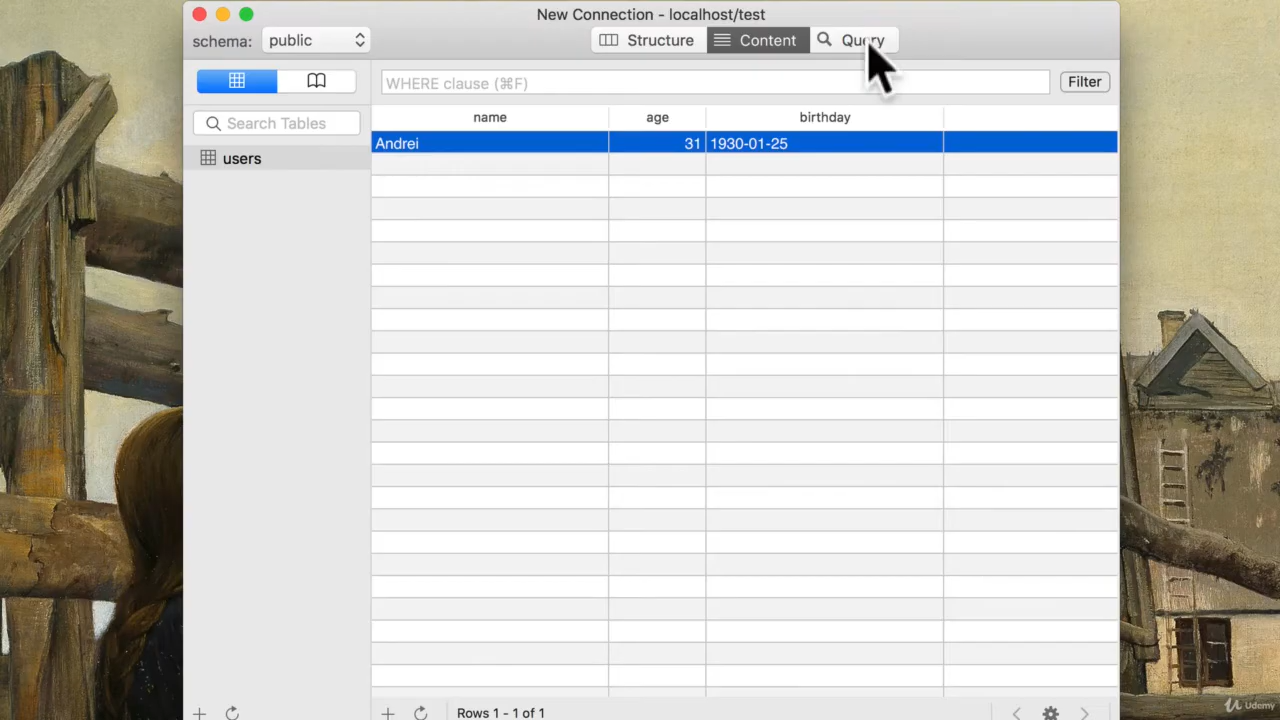 New Connection - localhost/test
schema: public
Structure
Content
Query
WHERE clause (⌘F)
Filter
Search Tables
users
name age birthday
Andrei 31 1930-01-25
Rows 1 - 1 of 1
Udemy